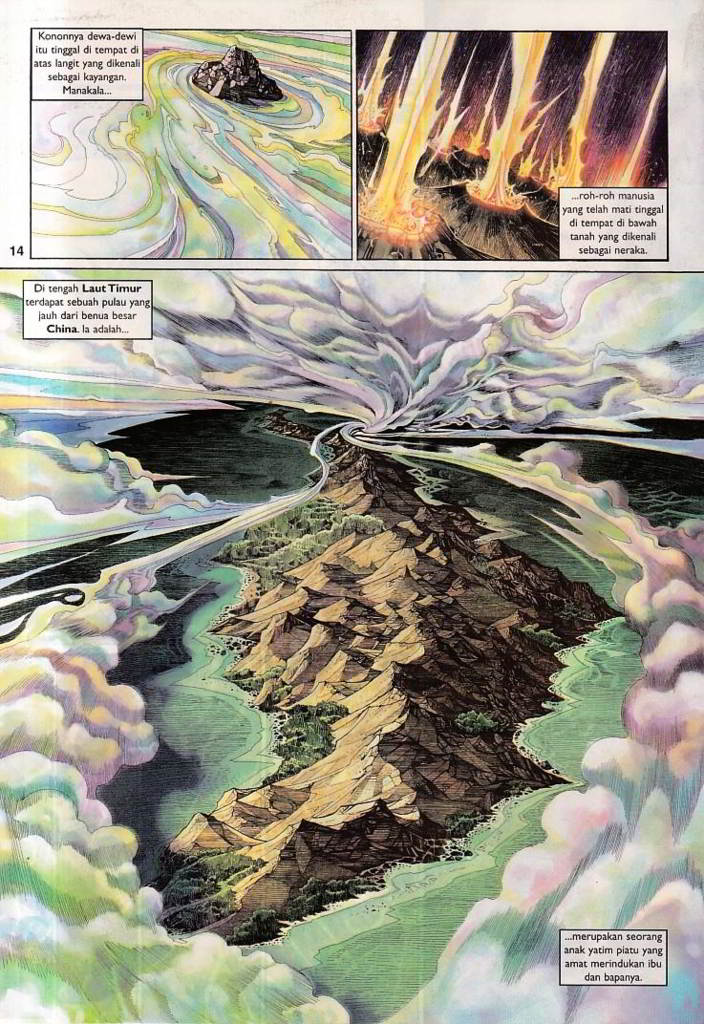 Kononnya dewa-dewi
itu tinggal di tempat di
atas langit yang dikenali
sebagai kayangan.
Manakala...
...roh-roh manusia
yang telah mati tinggal
di tempat di bawah
tanah yang dikenali
sebagai neraka.
14
Di tengah Laut Timur
terdapat sebuah pulau yang
jauh dari benua besar
China. Ia adalah...
...merupakan seorang
anak yatim piatu yang
amat merindukan ibu
dan bapanya.